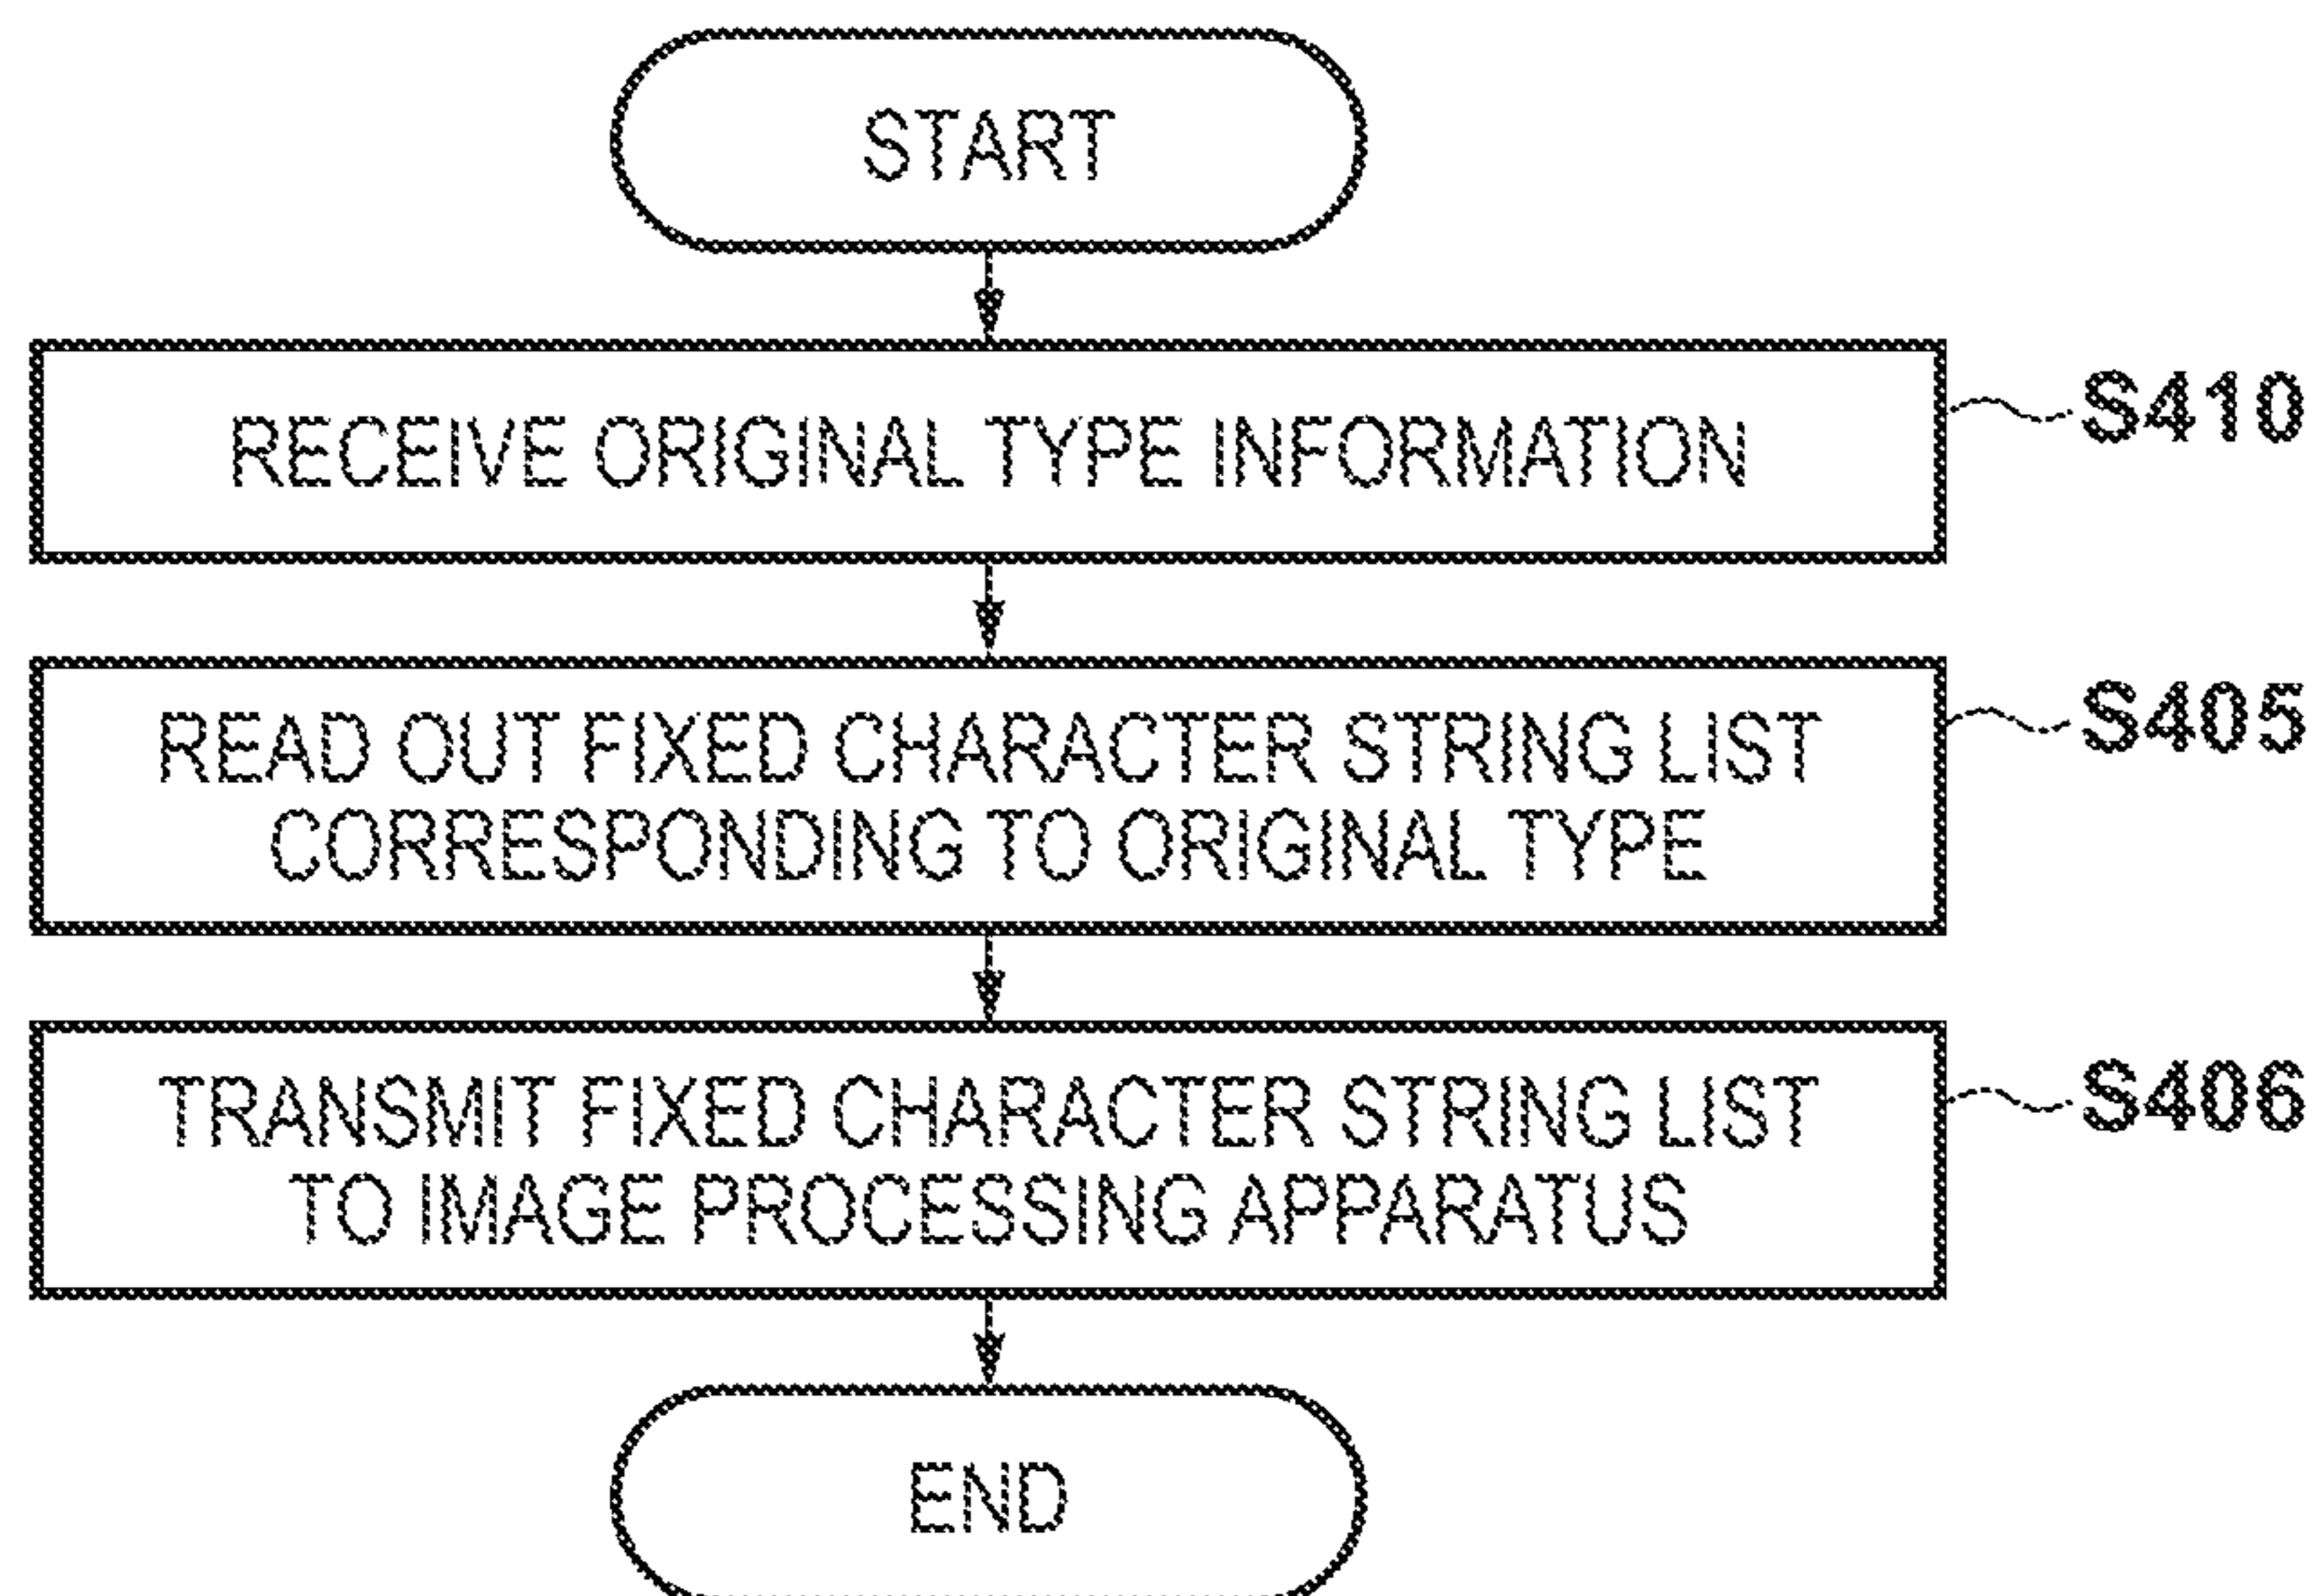 START
RECEIVE ORIGINAL TYPE INFORMATION
S410
READ OUT FIXED CHARACTER STRING LIST
CORRESPONDING TO ORIGINAL TYPE
S405
TRANSMIT FIXED CHARACTER STRING LIST
TO IMAGE PROCESSING APPARATUS
S406
END